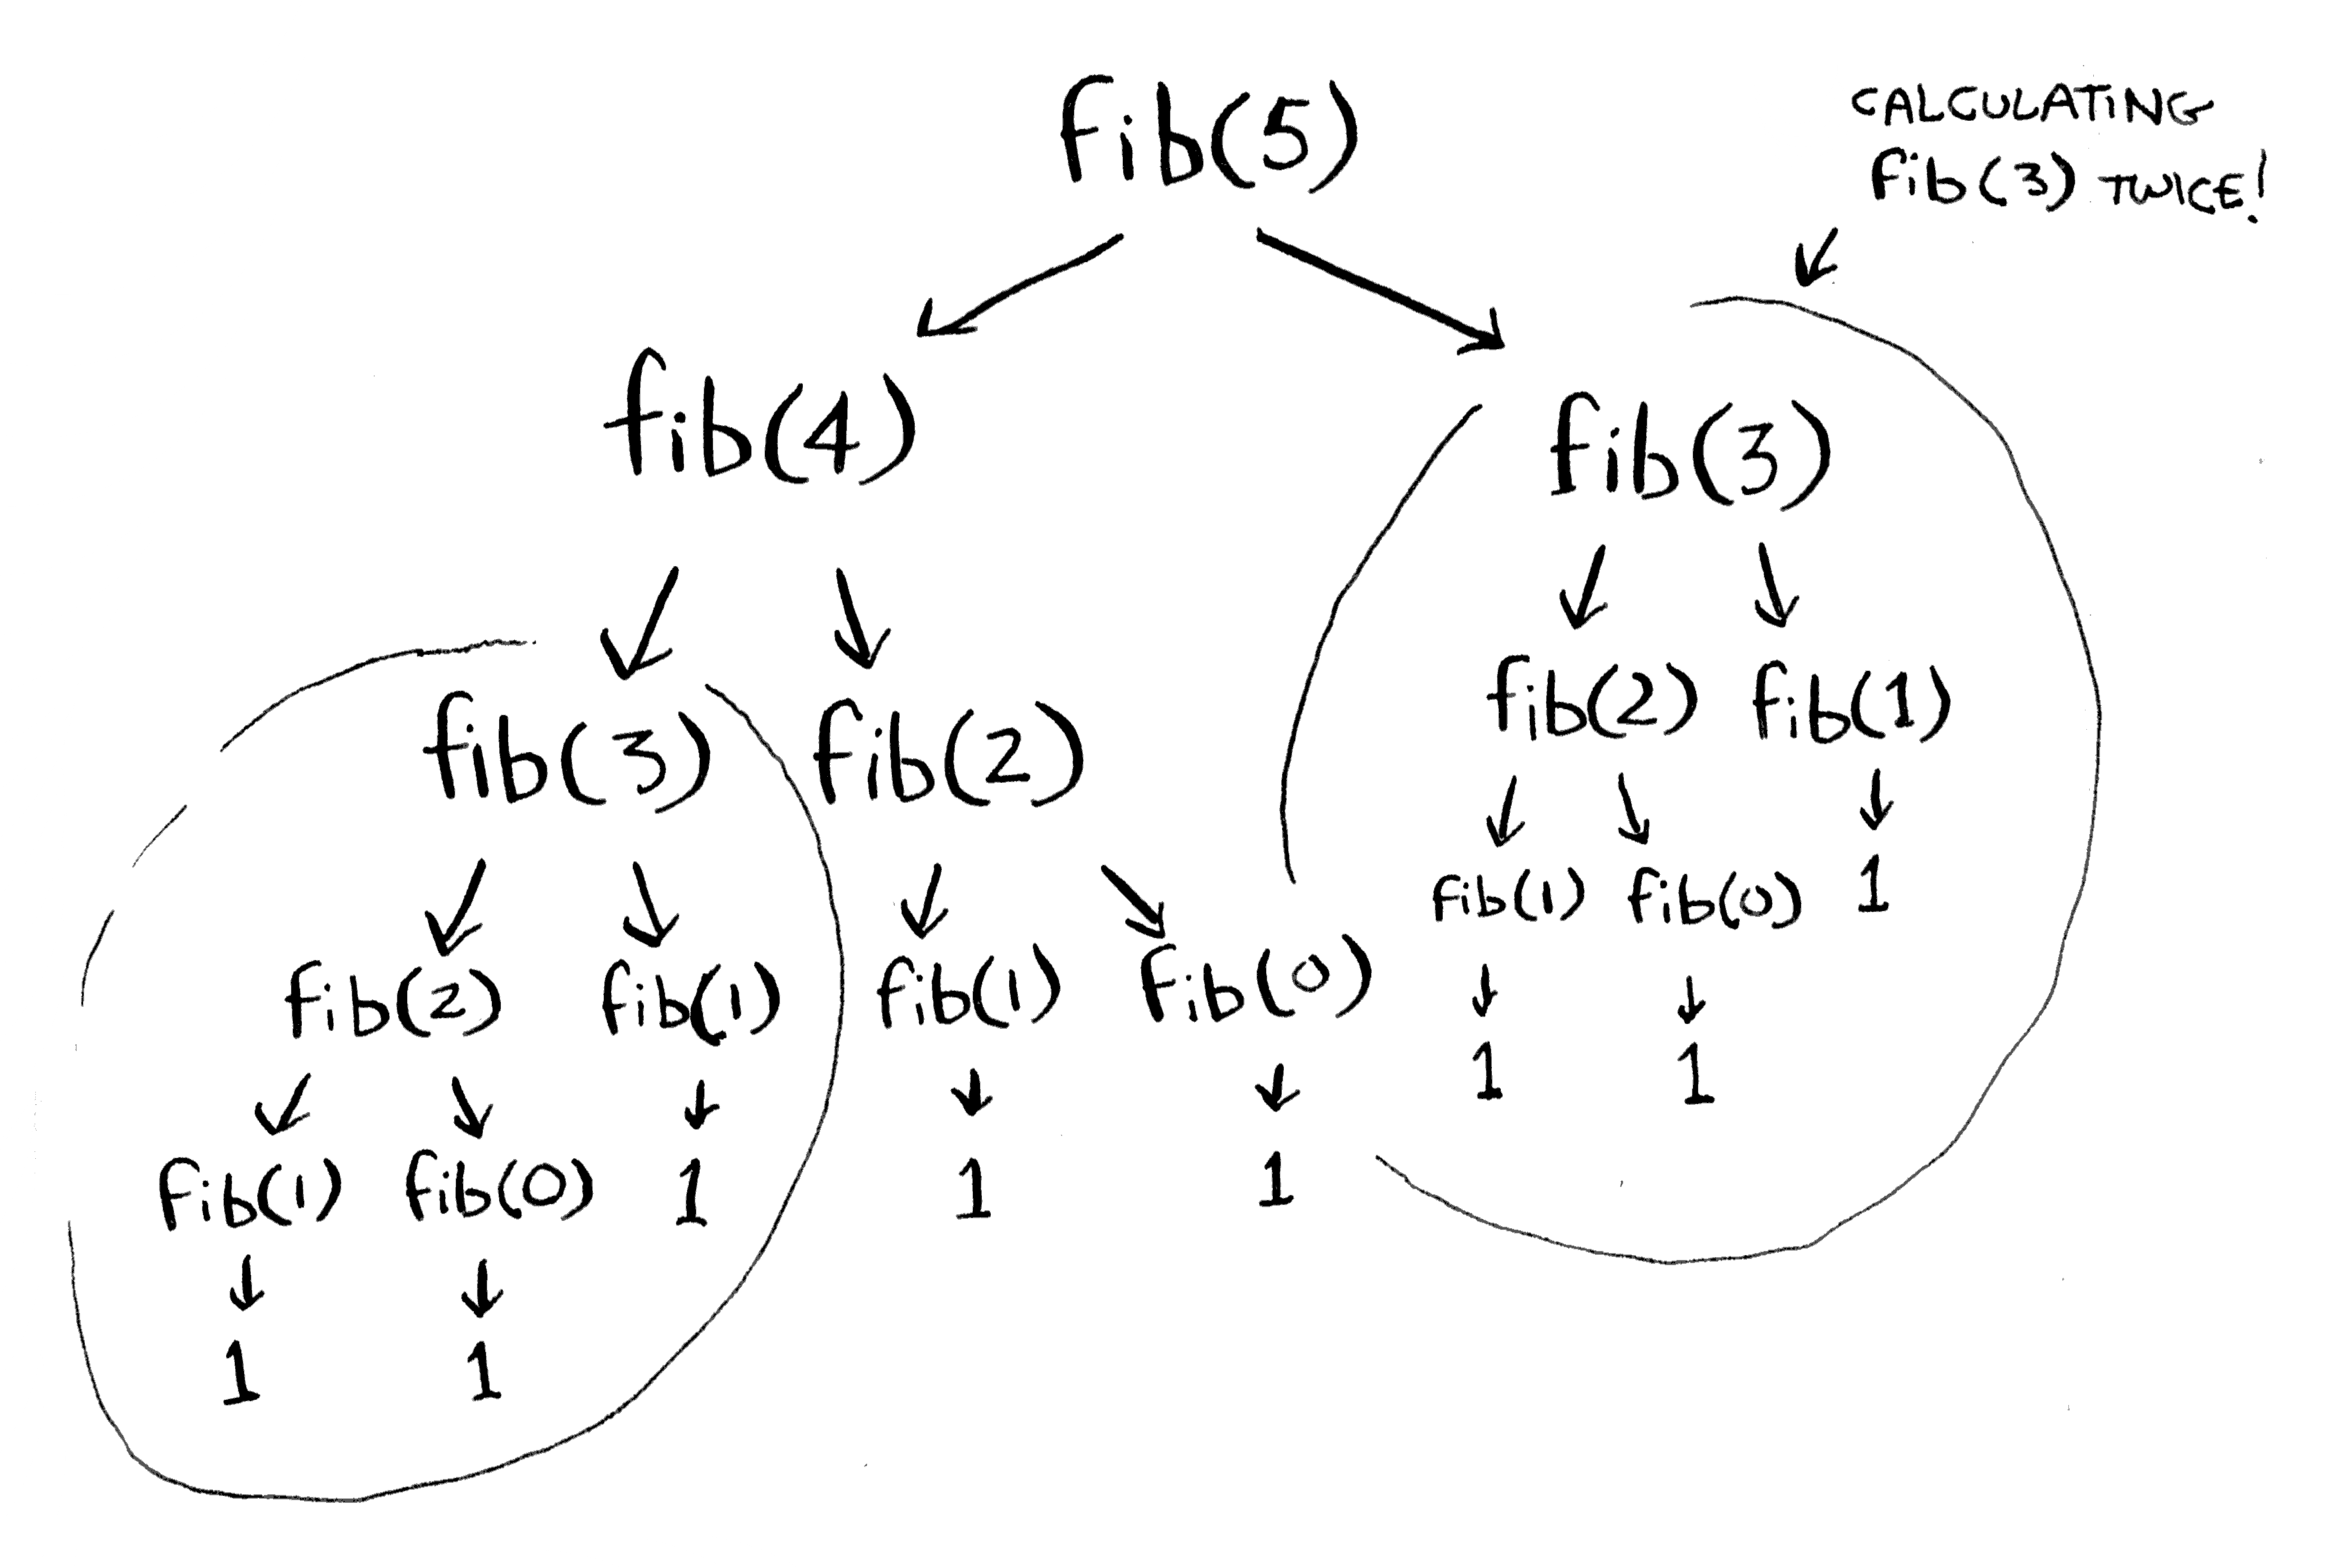 fib(5)
CALCULATING
fib(3) TWICE!
fib(4)
fib(3)
fib(3) fib(2)
fib(2) fib(1)
fib(1) fib(0) 1
fib(2) fib(1) fib(1) fib(0)
1 1
fib(1) fib(0) 1 1 1
1 1